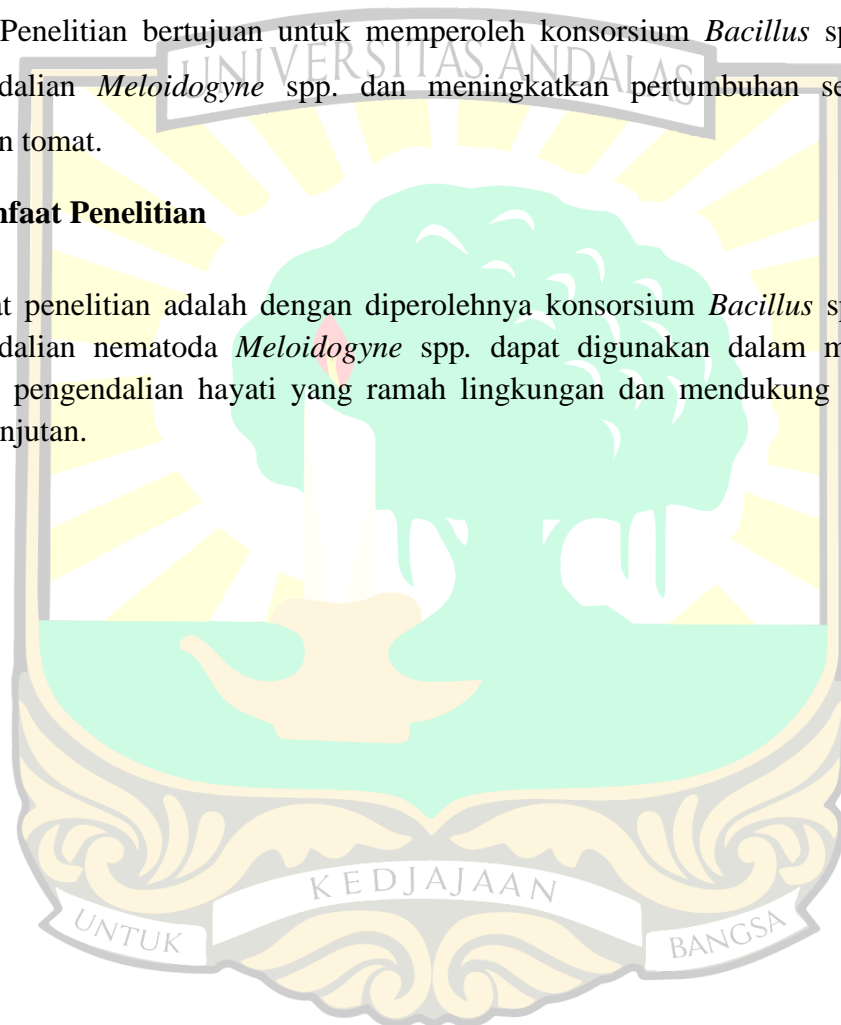 Penelitian bertujuan untuk memperoleh konsorsium Bacillus sp
dalian Meloidogyne spp. dan meningkatkan pertumbuhan se
n tomat.
nfaat Penelitian
at penelitian adalah dengan diperolehnya konsorsium Bacillus sp
dalian nematoda Meloidogyne spp. dapat digunakan dalam m
pengendalian hayati yang ramah lingkungan dan mendukung
njutan.
UNIVERSITAS ANDALAS
KEDJAJAAN
UNTUK BANGSA